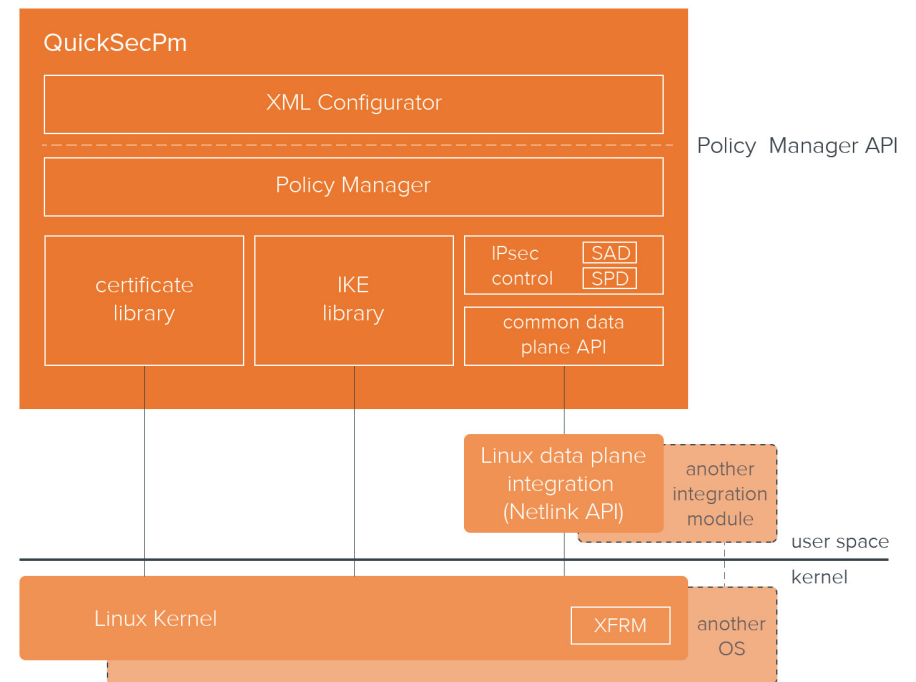 QuickSecPm
XML Configurator
Policy Manager API
Policy Manager
certificate
library
IKE
library
IPsec
control
SAD
SPD
common data
plane API
Linux data plane
integration
(Netlink API)
another
integration
module
user space
kernel
Linux Kernel
XFRM
another
OS